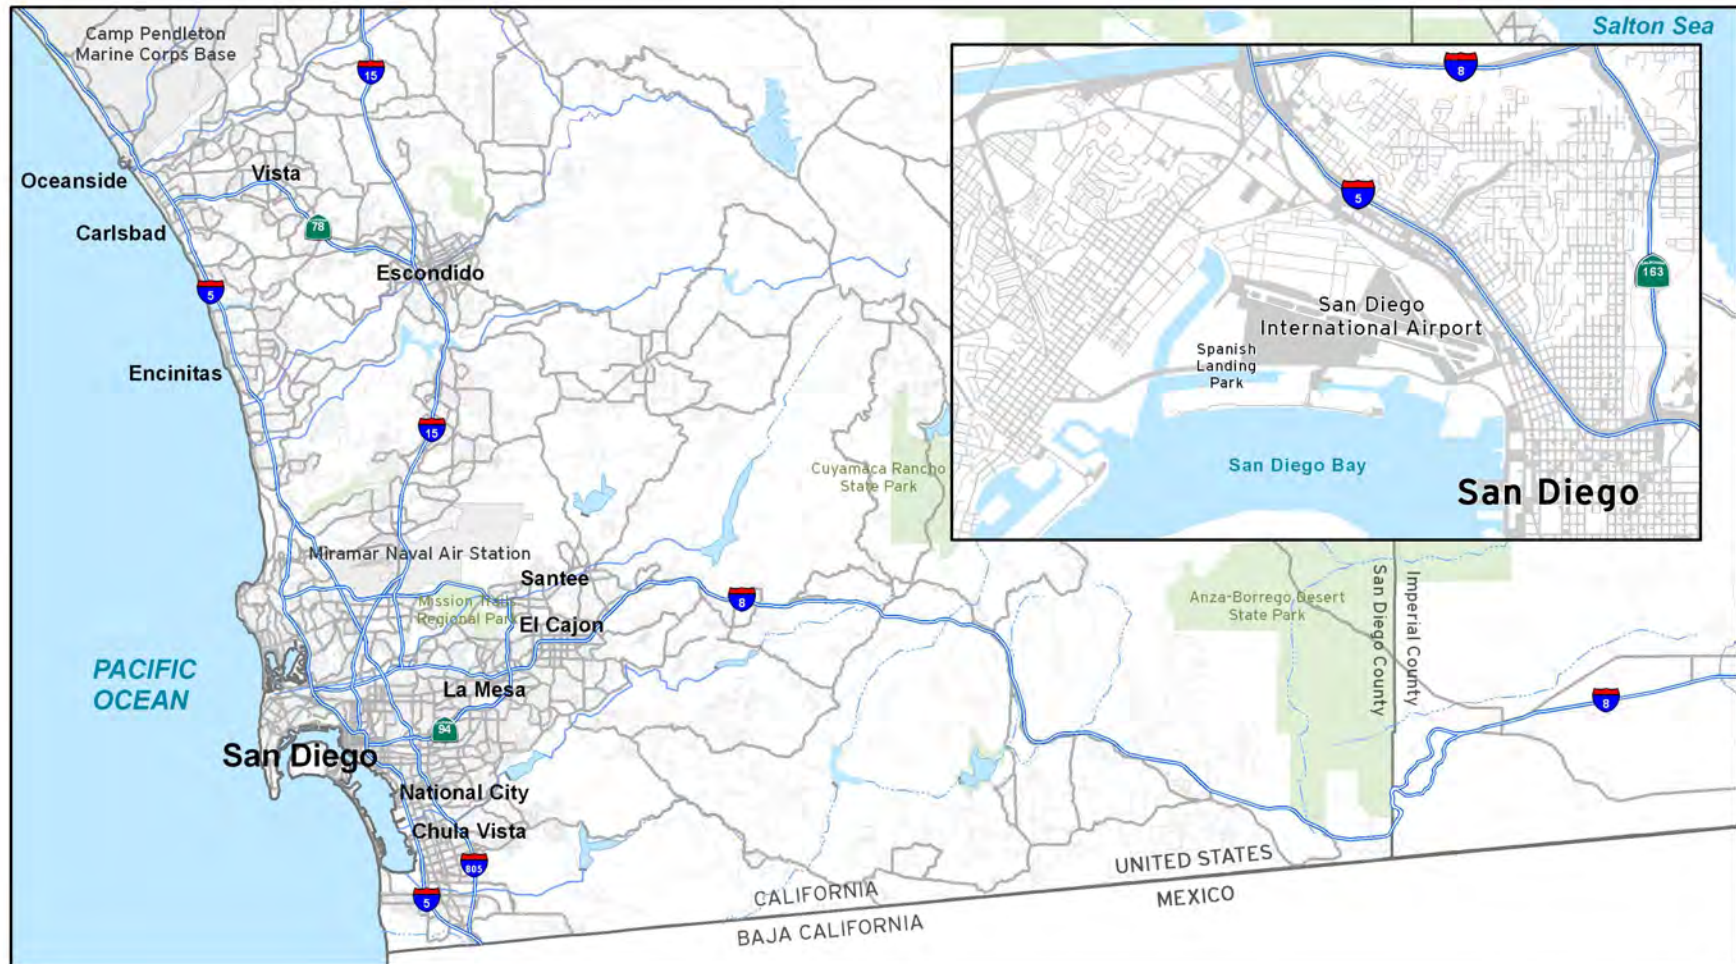 Camp Pendleton
Marine Corps Base
Salton Sea
15
8
Oceanside
Vista
Carlsbad
78
5
Escondido
163
5
San Diego
International Airport
Encinitas
Spanish
Landing
Park
15
San Diego Bay
San Diego
Cuyamaca Rancho
State Park
Miramar Naval Air Station
Santee
Mission Trails
Regional Park
El Cajon
8
Anza-Borrego Desert
State Park
San Diego County
Imperial County
PACIFIC
OCEAN
La Mesa
94
8
San Diego
National City
Chula Vista
805
5
UNITED STATES
CALIFORNIA
MEXICO
BAJA CALIFORNIA